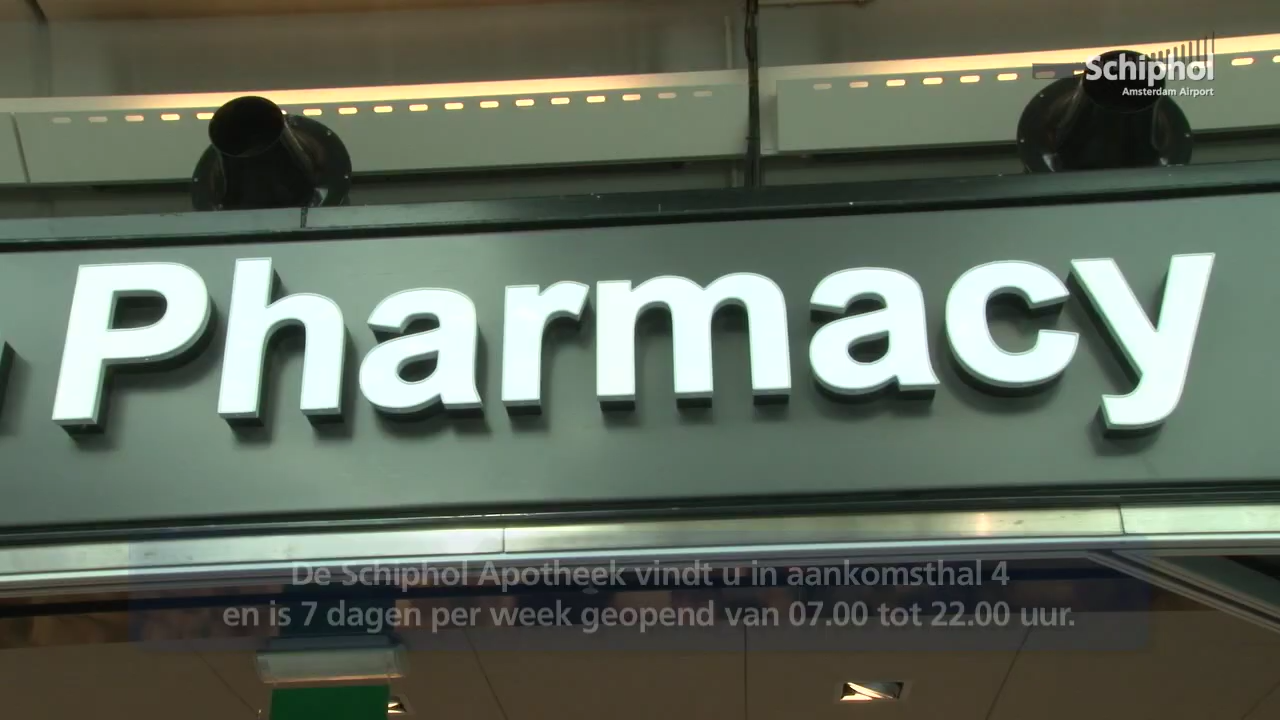 Schiphol
Amsterdam Airport
Pharmacy
De Schiphol Apotheek vindt u in aankomsthal 4
en is 7 dagen per week geopend van 07.00 tot 22.00 uur.